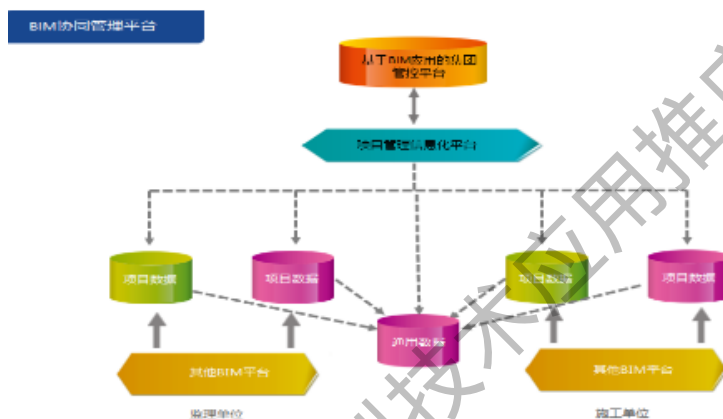 BIM协同管理平台
基于BIM应用的集团
管控平台
项目管理信息化平台
项目数据
项目数据
项目数据
项目数据
通用数据
其他BIM平台
其他BIM平台
监理单位
施工单位
技术应用推广